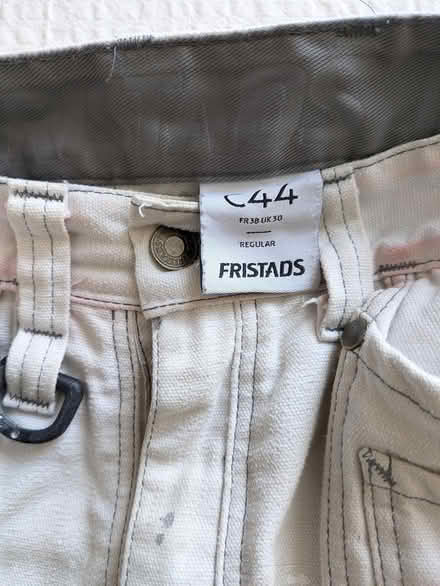 C44
FR38 UK30
REGULAR
FRISTADS